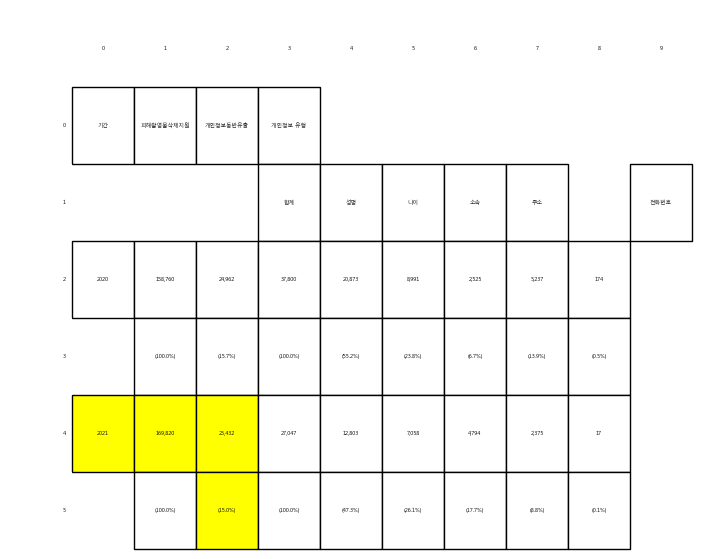 0 1 2 3 4 5 6 7 8 9
0 기간 피해촬영물삭제지원 개인정보동반유출 개인정보 유형
1 합계 성명 나이 소속 주소 전화번호
2 2020 158,760 24,962 37,800 20,873 8,991 2,525 5,237 174
3 (100.0%) (15.7%) (100.0%) (55.2%) (23.8%) (6.7%) (13.9%) (0.5%)
4 2021 169,820 25,432 27,047 12,803 7,058 4,794 2,375 17
5 (100.0%) (15.0%) (100.0%) (47.3%) (26.1%) (17.7%) (8.8%) (0.1%)